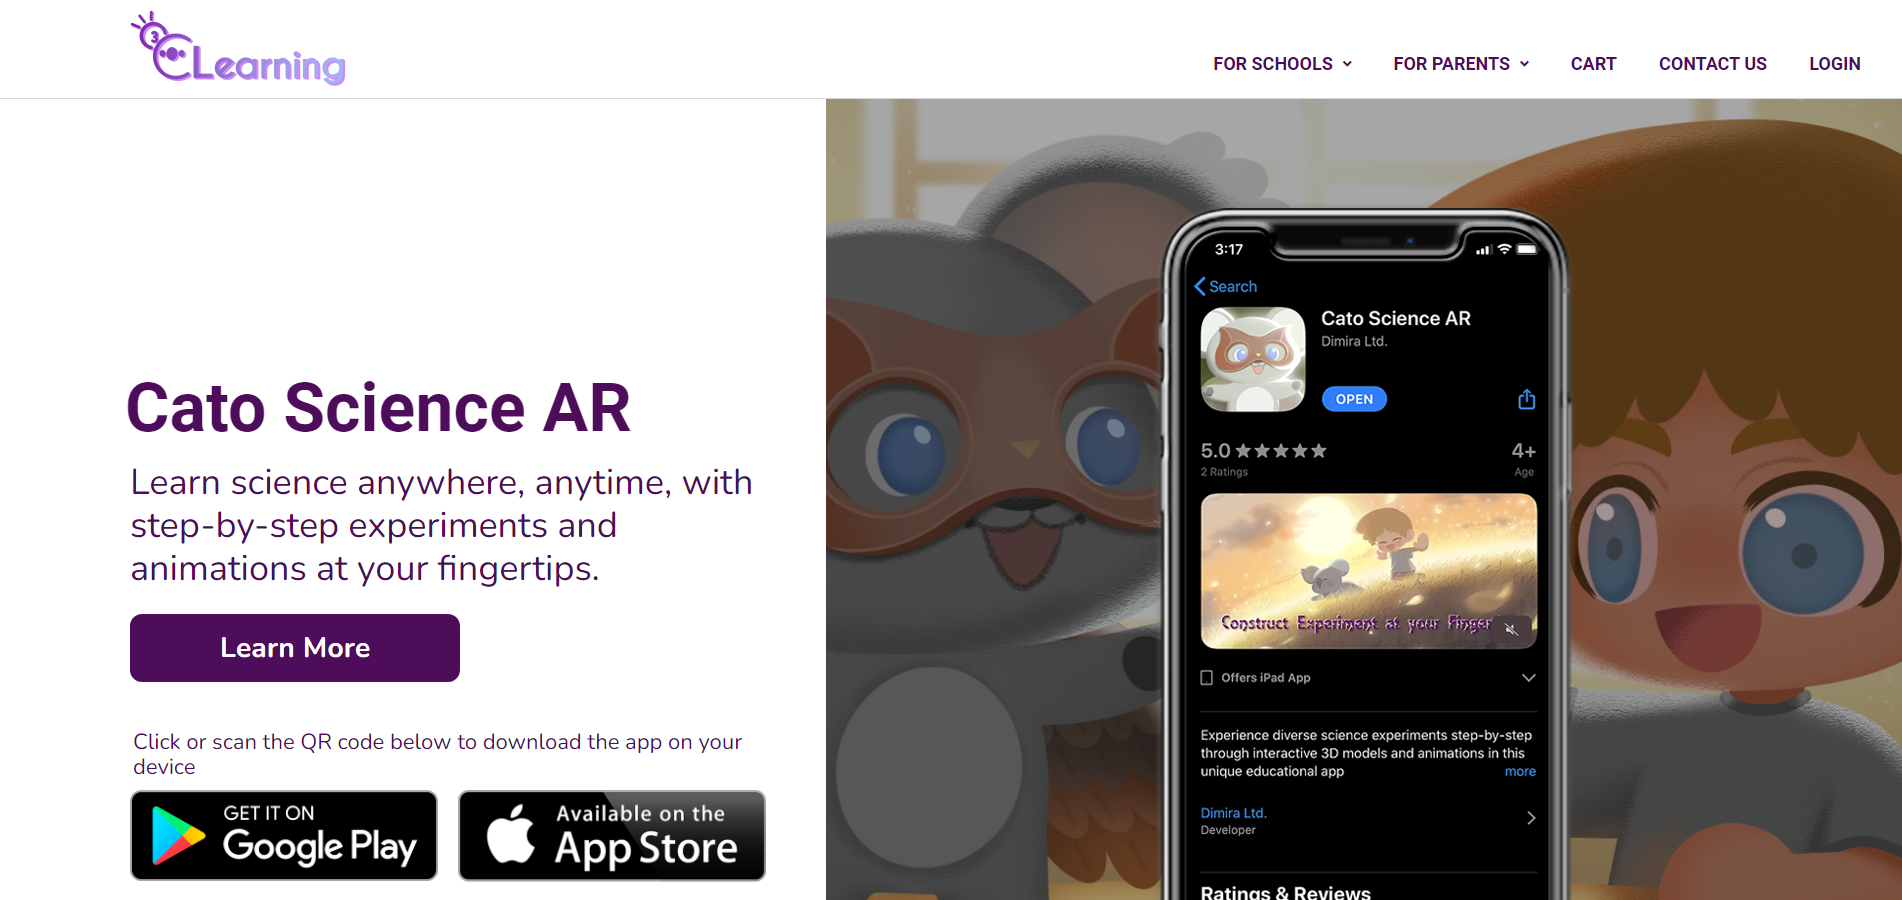 CLearning
FOR SCHOOLS
FOR PARENTS
CART
CONTACT US
LOGIN
Cato Science AR
Learn science anywhere, anytime, with
step-by-step experiments and
animations at your fingertips.
Learn More
Click or scan the QR code below to download the app on your
device
GET IT ON
Google Play
Available on the
App Store
3:17
Search
Cato Science AR
Dimira Ltd.
OPEN
5.0
4+
2 Ratings
Age
Construct Experiment at your Finger
Offers iPad App
Experience diverse science experiments step-by-step
through interactive 3D models and animations in this
unique educational app
more
Dimira Ltd.
Developer
Ratings & Reviews